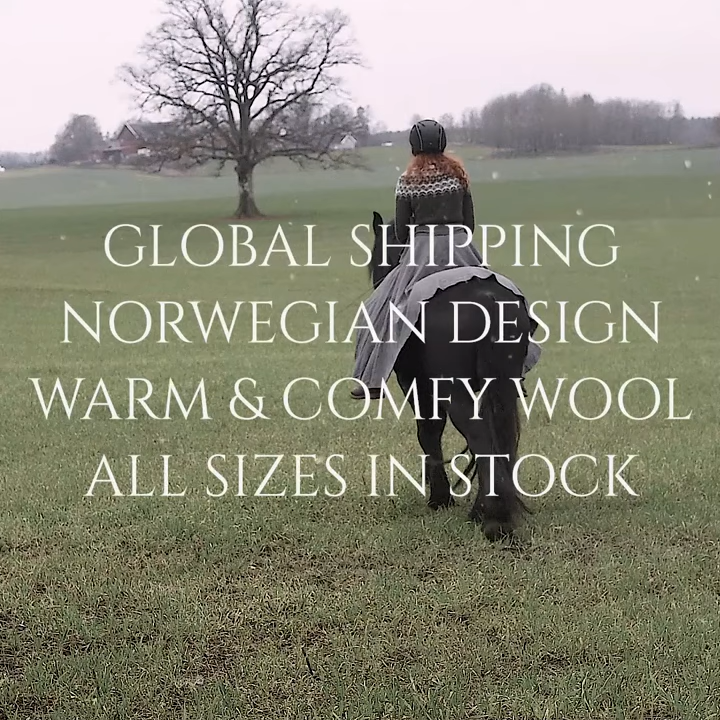 GLOBAL SHIPPING
NORWEGIAN DESIGN
WARM & COMFY WOOL
ALL SIZES IN STOCK